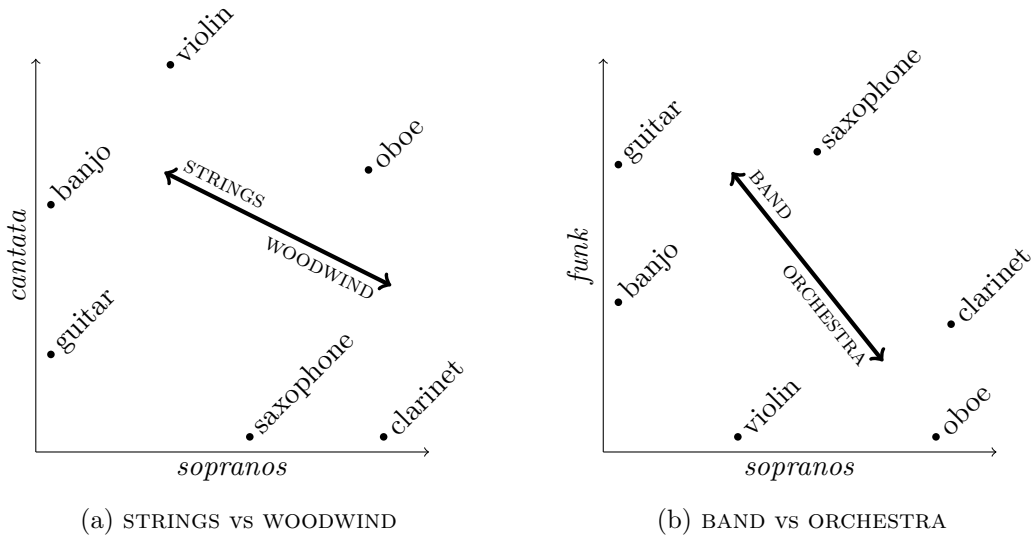 violin
oboe
banjo
STRINGS
WOODWIND
cantata
guitar
saxophone
clarinet
sopranos
(a) STRINGS vs WOODWIND
saxophone
guitar
BAND
funk
banjo
ORCHESTRA
clarinet
violin
oboe
sopranos
(b) BAND vs ORCHESTRA